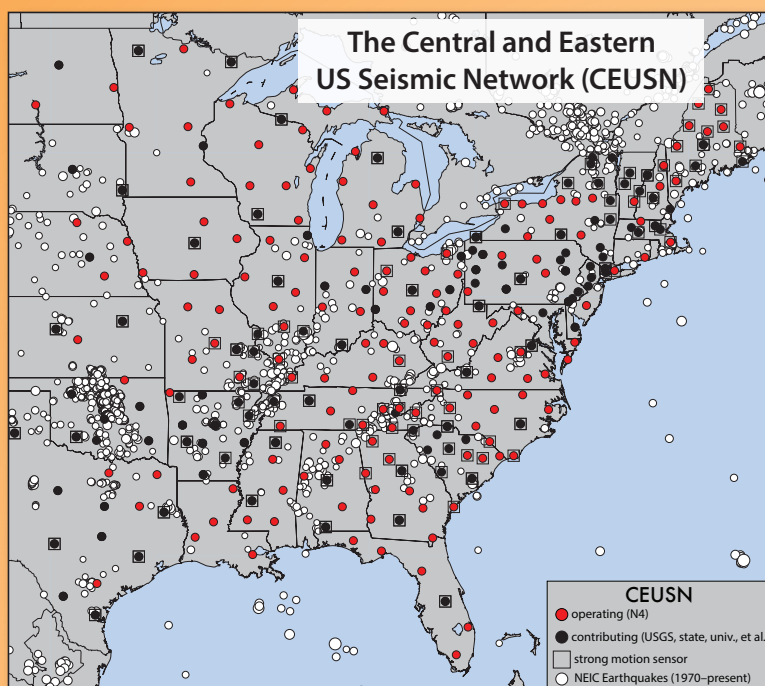 The Central and Eastern
US Seismic Network (CEUSN)
CEUSN
operating (N4)
contributing (USGS, state, univ., et al.
strong motion sensor
NEIC Earthquakes (1970–present)